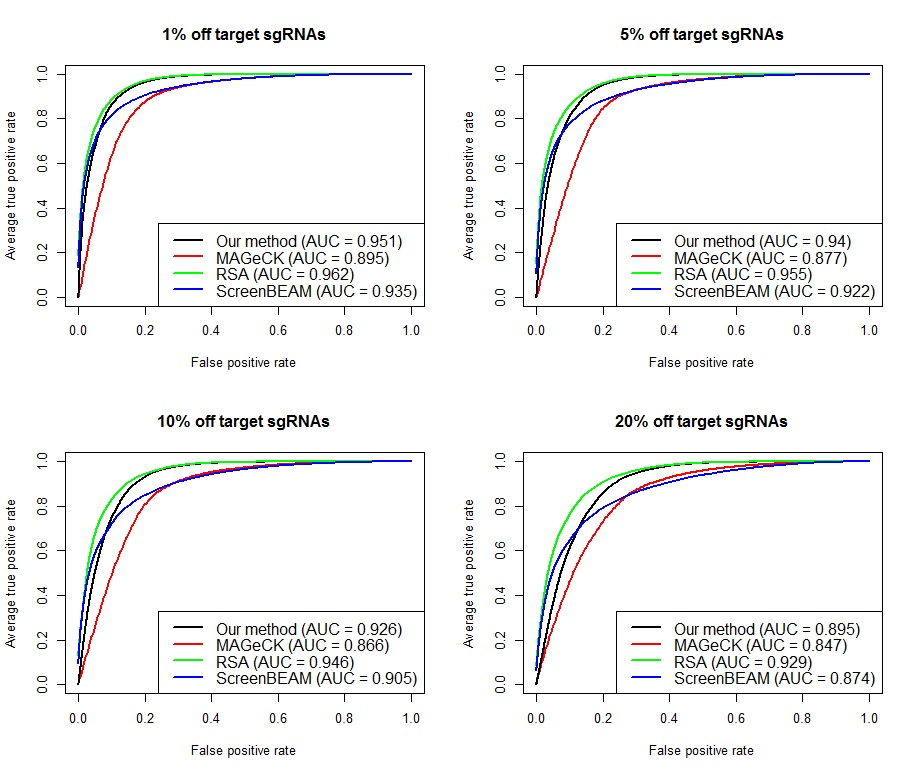 1% off target sgRNAs
Average true positive rate
0.0 0.2 0.4 0.6 0.8 1.0
Our method (AUC = 0.951)
MAGeCK (AUC = 0.895)
RSA (AUC = 0.962)
ScreenBEAM (AUC = 0.935)
0.0 0.2 0.4 0.6 0.8 1.0
False positive rate
5% off target sgRNAs
Average true positive rate
0.0 0.2 0.4 0.6 0.8 1.0
Our method (AUC = 0.94)
MAGeCK (AUC = 0.877)
RSA (AUC = 0.955)
ScreenBEAM (AUC = 0.922)
0.0 0.2 0.4 0.6 0.8 1.0
False positive rate
10% off target sgRNAs
Average true positive rate
0.0 0.2 0.4 0.6 0.8 1.0
Our method (AUC = 0.926)
MAGeCK (AUC = 0.866)
RSA (AUC = 0.946)
ScreenBEAM (AUC = 0.905)
0.0 0.2 0.4 0.6 0.8 1.0
False positive rate
20% off target sgRNAs
Average true positive rate
0.0 0.2 0.4 0.6 0.8 1.0
Our method (AUC = 0.895)
MAGeCK (AUC = 0.847)
RSA (AUC = 0.929)
ScreenBEAM (AUC = 0.874)
0.0 0.2 0.4 0.6 0.8 1.0
False positive rate